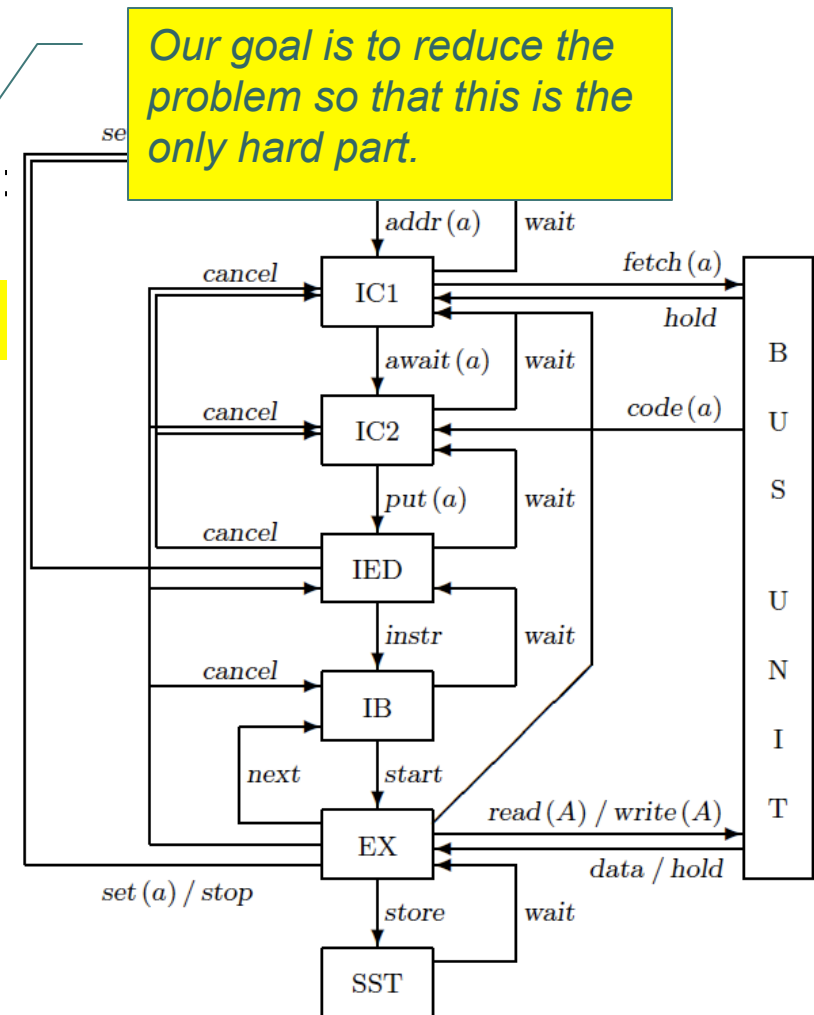 Our goal is to reduce the
problem so that this is the
only hard part.
se
:
addr (a)
wait
cancel
fetch (a)
IC1
hold
await (a)
wait
B
cancel
code (a)
IC2
U
S
put (a)
wait
cancel
IED
U
instr
wait
N
cancel
IB
I
next
start
T
read (A) / write (A)
EX
data / hold
set (a) / stop
store
wait
SST